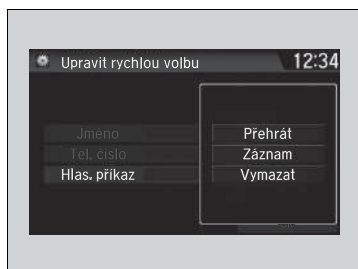 Upravit rychlou volbu 12:34
Jméno
Tel. číslo
Hlas. příkaz
Přehrát
Záznam
Vymazat